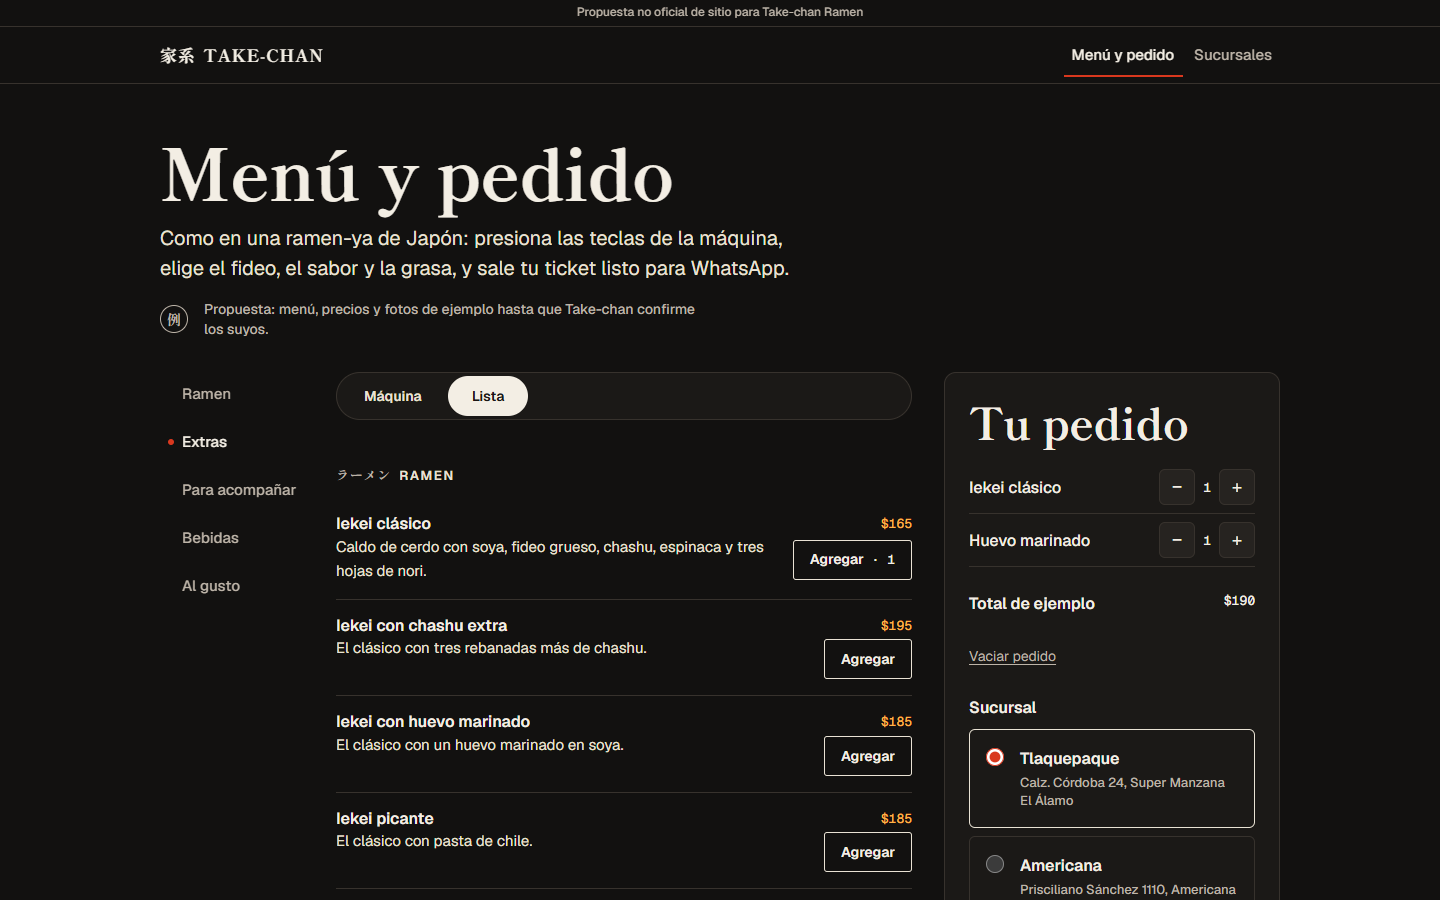 Propuesta no oficial de sitio para Take-chan Ramen
家系 TAKE-CHAN
Menú y pedido
Sucursales
Menú y pedido
Como en una ramen-ya de Japón: presiona las teclas de la máquina,
elige el fideo, el sabor y la grasa, y sale tu ticket listo para WhatsApp.
例
Propuesta: menú, precios y fotos de ejemplo hasta que Take-chan confirme
los suyos.
Ramen
Extras
Para acompañar
Bebidas
Al gusto
Máquina
Lista
ラーメン RAMEN
Iekei clásico
$165
Caldo de cerdo con soya, fideo grueso, chashu, espinaca y tres
hojas de nori.
Agregar · 1
Iekei con chashu extra
$195
El clásico con tres rebanadas más de chashu.
Agregar
Iekei con huevo marinado
$185
El clásico con un huevo marinado en soya.
Agregar
Iekei picante
$185
El clásico con pasta de chile.
Agregar
Tu pedido
Iekei clásico
− 1 +
Huevo marinado
− 1 +
Total de ejemplo
$190
Vaciar pedido
Sucursal
Tlaquepaque
Calz. Córdoba 24, Super Manzana
El Álamo
Americana
Prisciliano Sánchez 1110, Americana